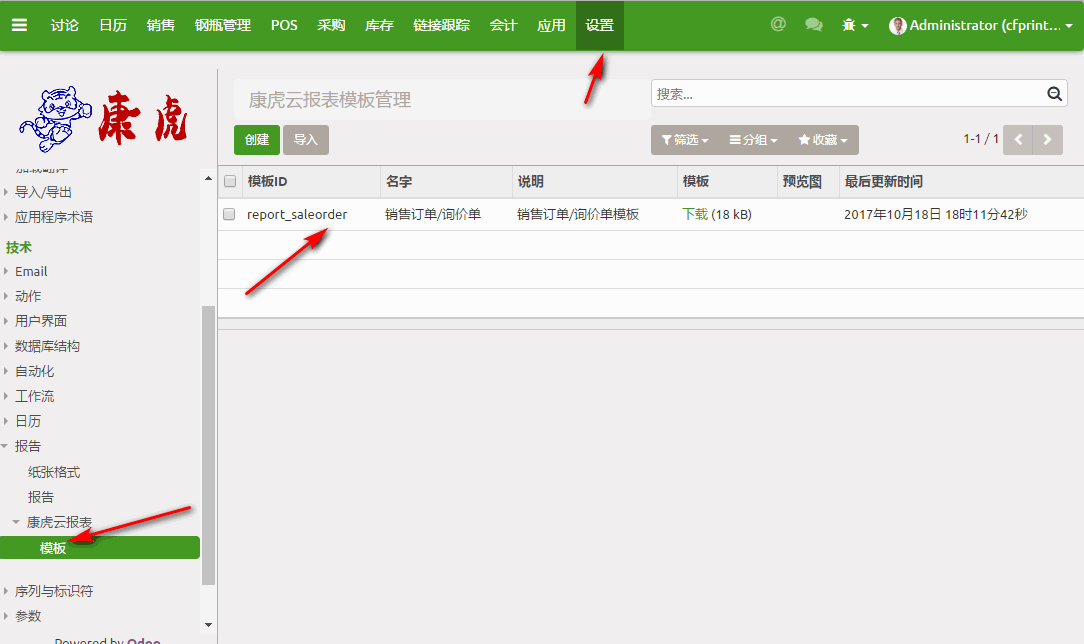 讨论 日历 销售 钢瓶管理 POS 采购 库存 链接跟踪 会计 应用 设置 @ Administrator (cfprint...
康虎
康虎云报表模板管理
搜索...
创建 导入
筛选 分组 收藏 1-1 / 1
模板ID 名字 说明 模板 预览图 最后更新时间
report_saleorder 销售订单/询价单 销售订单/询价单模板 下载 (18 kB) 2017年10月18日 18时11分42秒
加载翻译
导入/导出
应用程序术语
技术
Email
动作
用户界面
数据库结构
自动化
工作流
日历
报告
纸张格式
报告
康虎云报表
模板
序列与标识符
参数
Powered by Odoo